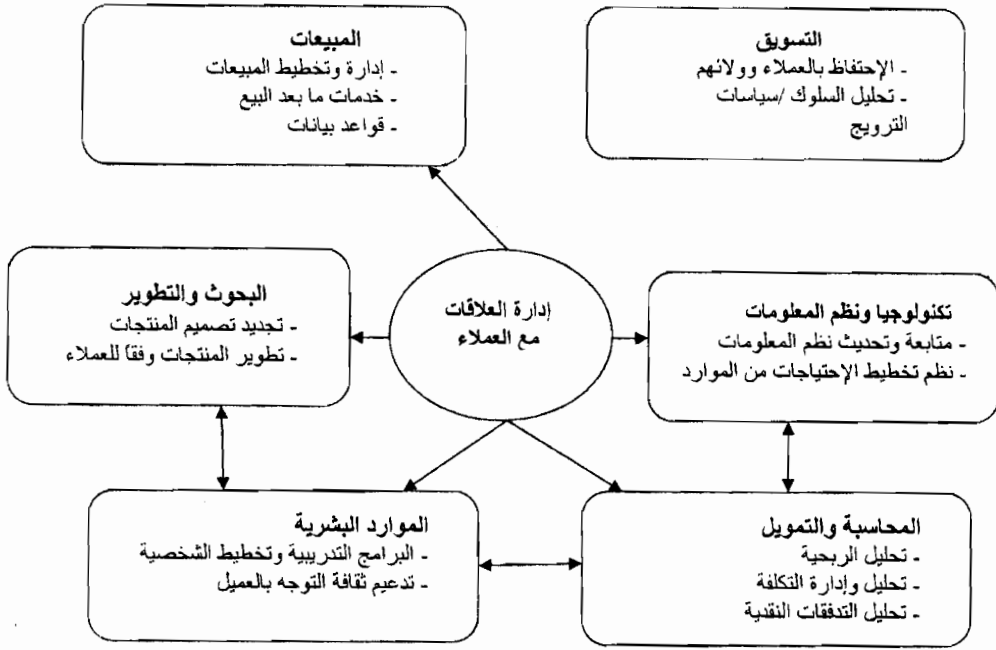 المبيعات
- إدارة وتخطيط المبيعات
- خدمات ما بعد البيع
- قواعد بيانات
التسويق
- الإحتفاظ بالعملاء وولائهم
- تحليل السلوك /سياسات
الترويج
إدارة العلاقات
مع العملاء
البحوث والتطوير
- تجديد تصميم المنتجات
- تطوير المنتجات وفقاً للعملاء
تكنولوجيا ونظم المعلومات
- متابعة وتحديث نظم المعلومات
- نظم تخطيط الإحتياجات من الموارد
الموارد البشرية
- البرامج التدريبية وتخطيط الشخصية
- تدعيم ثقافة التوجه بالعميل
المحاسبة والتمويل
- تحليل الربحية
- تحليل وإدارة التكلفة
- تحليل التدفقات النقدية